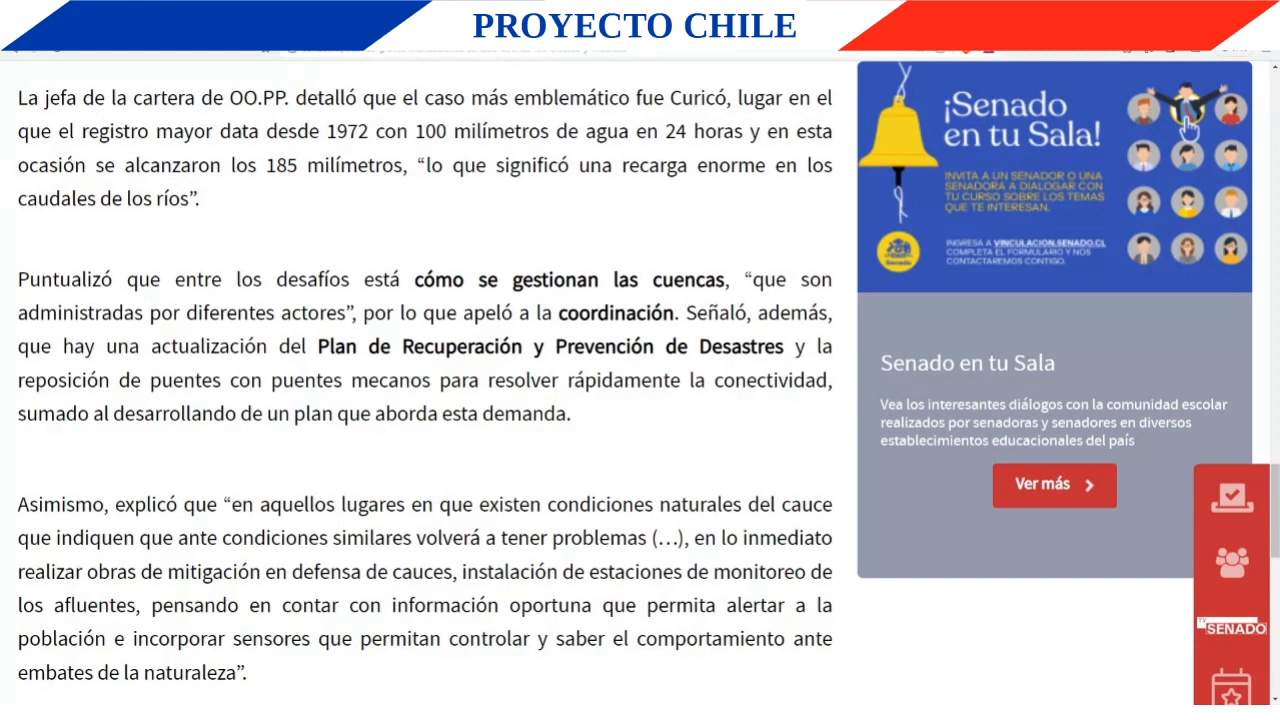 PROYECTO CHILE
La jefa de la cartera de OO.PP. detalló que el caso más emblemático fue Curicó, lugar en el
que el registro mayor data desde 1972 con 100 milímetros de agua en 24 horas y en esta
ocasión se alcanzaron los 185 milímetros, “lo que significó una recarga enorme en los
caudales de los ríos”.
Puntualizó que entre los desafíos está cómo se gestionan las cuencas, “que son
administradas por diferentes actores”, por lo que apeló a la coordinación. Señaló, además,
que hay una actualización del Plan de Recuperación y Prevención de Desastres y la
reposición de puentes con puentes mecanos para resolver rápidamente la conectividad,
sumado al desarrollando de un plan que aborda esta demanda.
Asimismo, explicó que “en aquellos lugares en que existen condiciones naturales del cauce
que indiquen que ante condiciones similares volverá a tener problemas (…), en lo inmediato
realizar obras de mitigación en defensa de cauces, instalación de estaciones de monitoreo de
los afluentes, pensando en contar con información oportuna que permita alertar a la
población e incorporar sensores que permitan controlar y saber el comportamiento ante
embates de la naturaleza”.
¡Senado
en tu Sala!
INVITA A UN SENADOR O UNA
SENADORA A DIALOGAR CON
TU CURSO SOBRE LOS TEMAS
QUE TE INTERESAN.
Senado
INGRESA A VINCULACION.SENADO.CL
COMPLETA EL FORMULARIO Y NOS
CONTACTAREMOS CONTIGO.
Senado en tu Sala
Vea los interesantes diálogos con la comunidad escolar
realizados por senadoras y senadores en diversos
establecimientos educacionales del país
Ver más
TV
SENADO